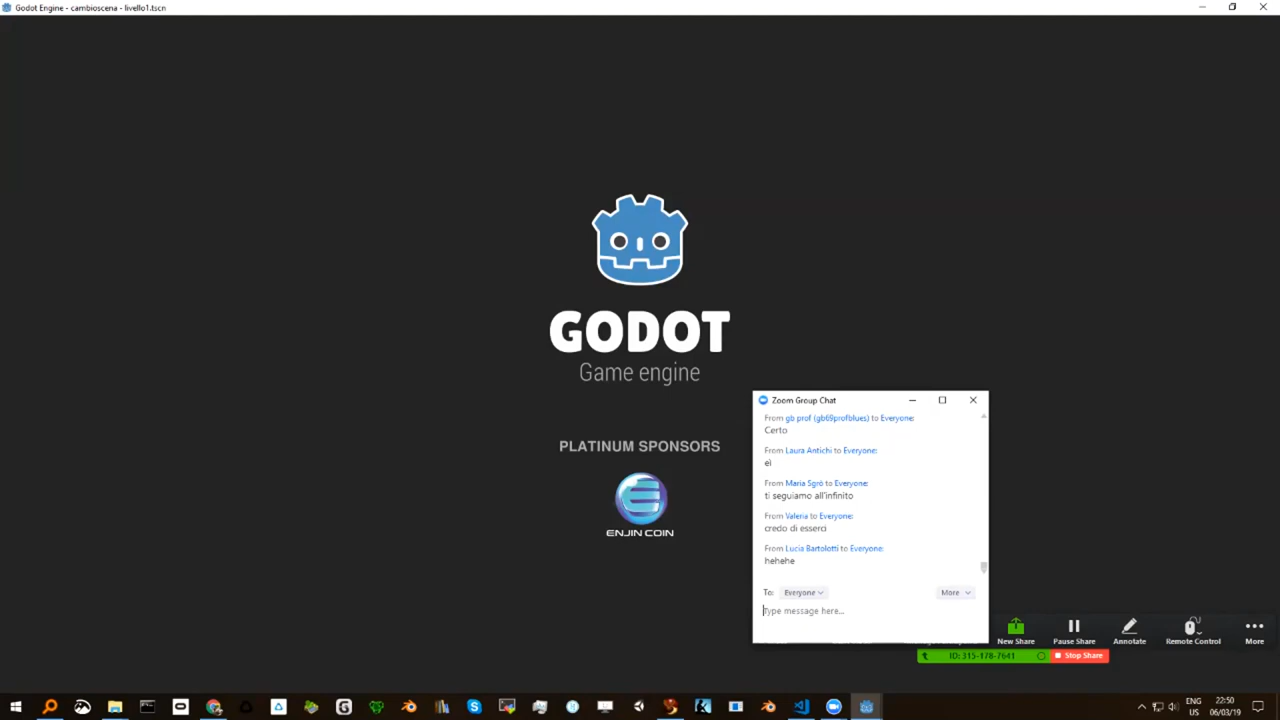 Godot Engine - cambioscena - livello1.tscn
GODOT
Game engine
PLATINUM SPONSORS
ENJIN COIN
Zoom Group Chat
From gb prof (gb69profblues) to Everyone:
Certo
From Laura Antichi to Everyone:
eì
From Maria Sgrò to Everyone:
ti seguiamo all'infinito
From Valeria to Everyone:
credo di esserci
From Lucia Bartolotti to Everyone:
hehehe
To: Everyone More
Type message here...
New Share Pause Share Annotate Remote Control More
ID: 315-178-7641 Stop Share
ENG 22:50
US 06/03/19